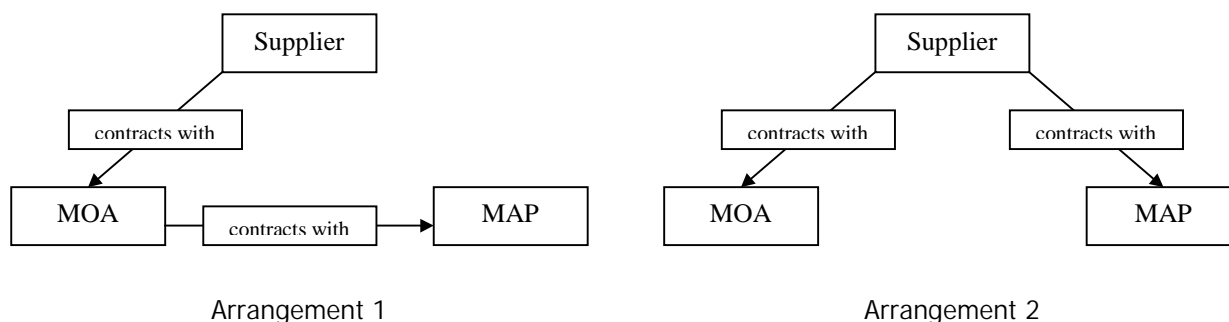 Supplier
contracts with
MOA
contracts with
MAP
Arrangement 1
Supplier
contracts with
contracts with
MOA
MAP
Arrangement 2